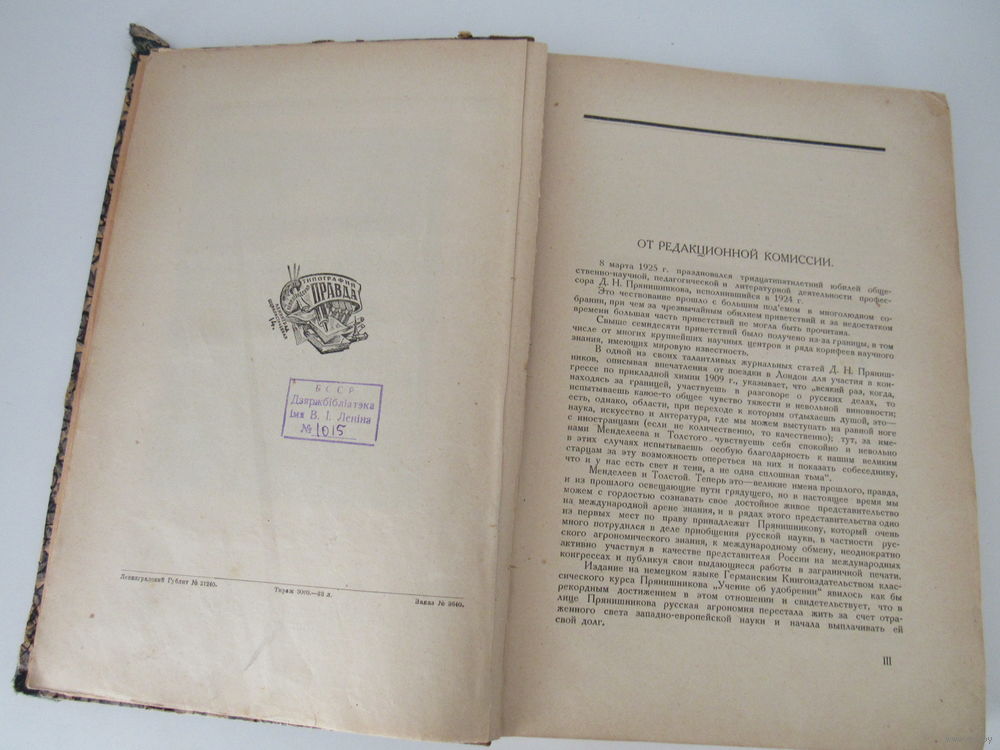 ТИПОГРАФИЯ
ПРАВДА
14.
БССР
Дзяржбібліатэка
імя В. І. Леніна
№ 1015
Ленинградский Гублит № 11240.
Тираж 3000.—63 л.
Заказ № 3640.
ОТ РЕДАКЦИОННОЙ КОМИССИИ.
8 марта 1925 г. праздновался тридцатипятилетний юбилей обще-
ственно-научной, педагогической и литературной деятельности профес-
сора Д. Н. Прянишникова, исполнившийся в 1924 г.
Это чествование прошло с большим под'емом в многолюдном со-
брании, при чем за чрезвычайным обилием приветствий и за недостатком
времени большая часть приветствий не могла быть прочитана.
Свыше семидесяти приветствий было получено из-за границы, в том
числе от многих крупнейших научных центров и ряда корифеев научного
знания, имеющих мировую известность.
В одной из своих талантливых журнальных статей Д. Н. Пряниш-
ников, описывая впечатления от поездки в Лондон для участия в кон-
грессе по прикладной химии 1909 г., указывает, что „всякий раз, когда,
находясь за границей, участвуешь в разговоре о русских делах, то
испытываешь какое-то общее чувство тяжести и невольной виновности;
есть, однако, области, при переходе к которым отдыхаешь душой, это—
наука, искусство и литература, где мы можем выступать на равной ноге
с иностранцами (если не количественно, то качественно); тут, за име-
нами Менделеева и Толстого чувствуешь себя спокойно и невольно
в этих случаях испытываешь особую благодарность к нашим великим
старцам за эту возможность опереться на них и показать собеседнику,
что и у нас есть свет и тени, а не одна сплошная тьма“.
Менделеев и Толстой. Теперь это—великие имена прошлого, правда,
и из прошлого освещающие пути грядущего, но в настоящее время мы
можем с гордостью сознавать свое достойное живое представительство
на международной арене знания, и в рядах этого представительства одно
из первых мест по праву принадлежит Прянишникову, который очень
много потрудился в деле приобщения русской науки, в частности рус-
ского агрономического знания, к международному обмену, неоднократно
активно участвуя в качестве представителя России на международных
конгрессах и публикуя свои выдающиеся работы в заграничной печати.
Издание на немецком языке Германским Книгоиздательством клас-
сического курса Прянишникова „Учение об удобрении“ явилось как бы
рекордным достижением в этом отношении и свидетельствует, что в
лице Прянишникова русская агрономия перестала жить за счет отра-
женного света западно-европейской науки и начала выплачивать ей
свой долг.
III